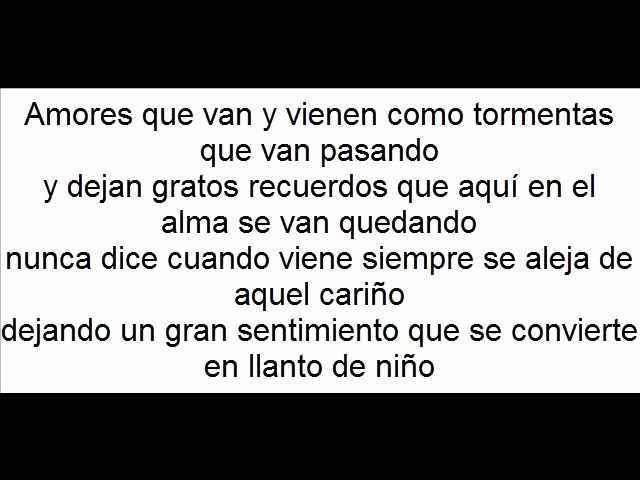 Amores que van y vienen como tormentas
que van pasando
y dejan gratos recuerdos que aquí en el
alma se van quedando
nunca dice cuando viene siempre se aleja de
aquel cariño
dejando un gran sentimiento que se convierte
en llanto de niño